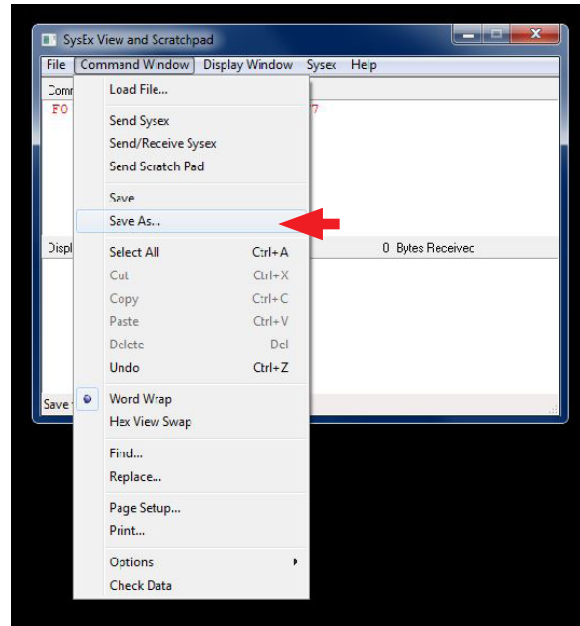 SysEx View and Scratchpad
File Command Window Display Window Sysex Help
Comm
Load File...
F0 7
Send Sysex
Send/Receive Sysex
Send Scratch Pad
Save
Save As...
Displ 0 Bytes Received
Select All Ctrl+A
Cut Ctrl+X
Copy Ctrl+C
Paste Ctrl+V
Delete Del
Undo Ctrl+Z
Save
Word Wrap
Hex View Swap
Find...
Replace...
Page Setup...
Print...
Options
Check Data